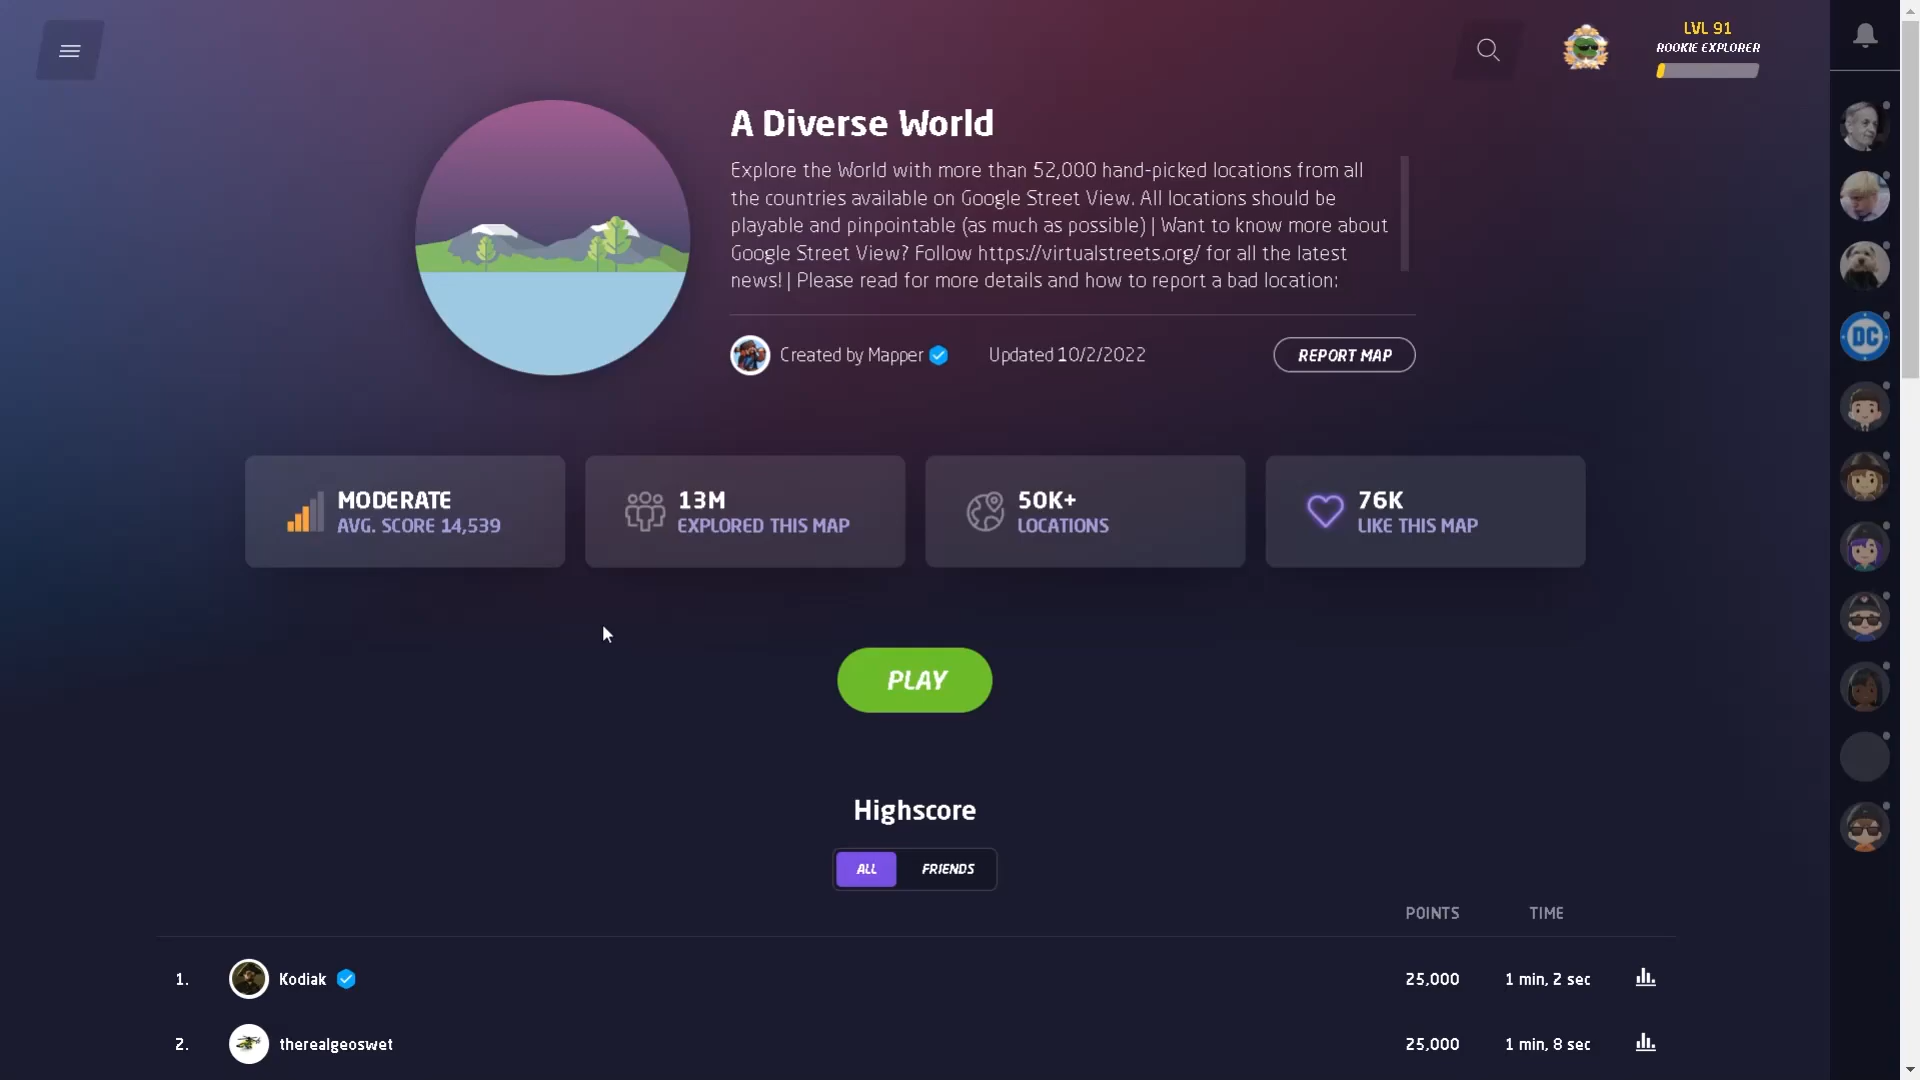 LVL 91
ROOKIE EXPLORER
A Diverse World
Explore the World with more than 52,000 hand-picked locations from all
the countries available on Google Street View. All locations should be
playable and pinpointable (as much as possible) | Want to know more about
Google Street View? Follow https://virtualstreets.org/ for all the latest
news! | Please read for more details and how to report a bad location:
Created by Mapper
Updated 10/2/2022
REPORT MAP
MODERATE
AVG. SCORE 14,539
13M
EXPLORED THIS MAP
50K+
LOCATIONS
76K
LIKE THIS MAP
PLAY
Highscore
ALL
FRIENDS
POINTS
TIME
1. Kodiak 25,000 1 min, 2 sec
2. therealgeoswet 25,000 1 min, 8 sec
DC